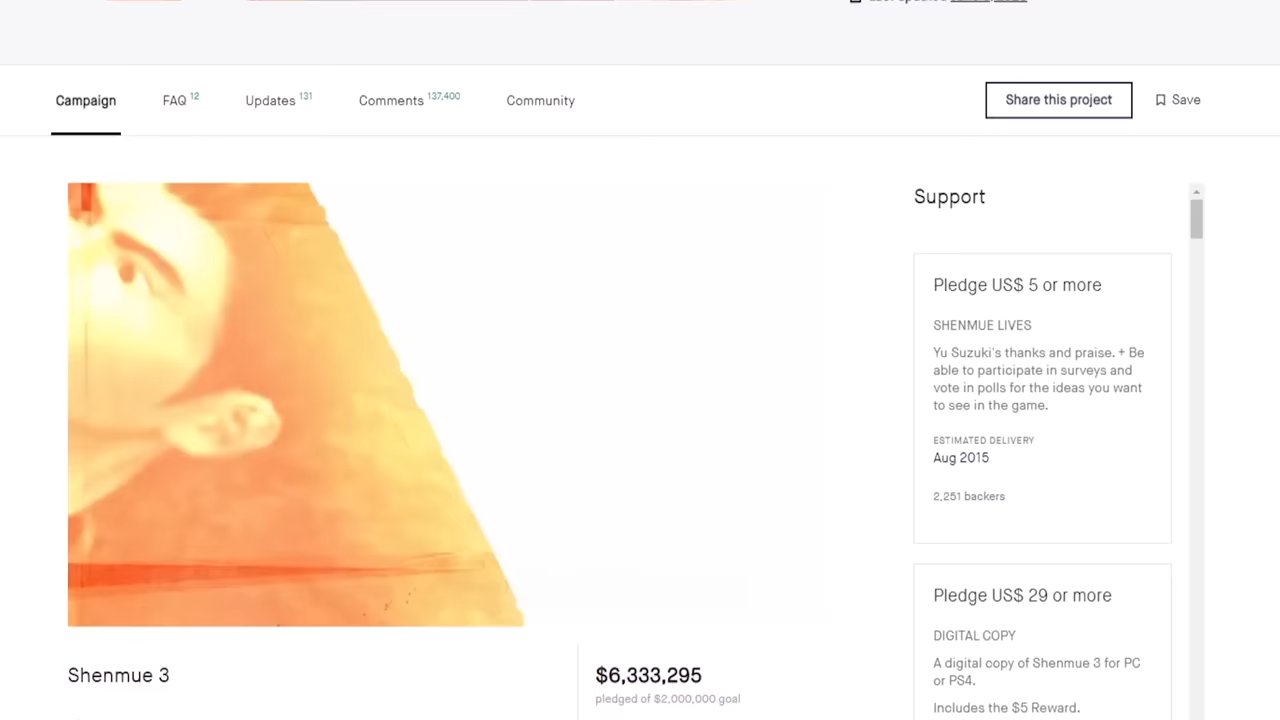 Campaign
FAQ 12
Updates 131
Comments 137,400
Community
Share this project
Save
Support
Pledge US$ 5 or more
SHENMUE LIVES
Yu Suzuki's thanks and praise. + Be
able to participate in surveys and
vote in polls for the ideas you want
to see in the game.
ESTIMATED DELIVERY
Aug 2015
2,251 backers
Pledge US$ 29 or more
DIGITAL COPY
A digital copy of Shenmue 3 for PC
or PS4.
Includes the $5 Reward.
Shenmue 3
$6,333,295
pledged of $2,000,000 goal